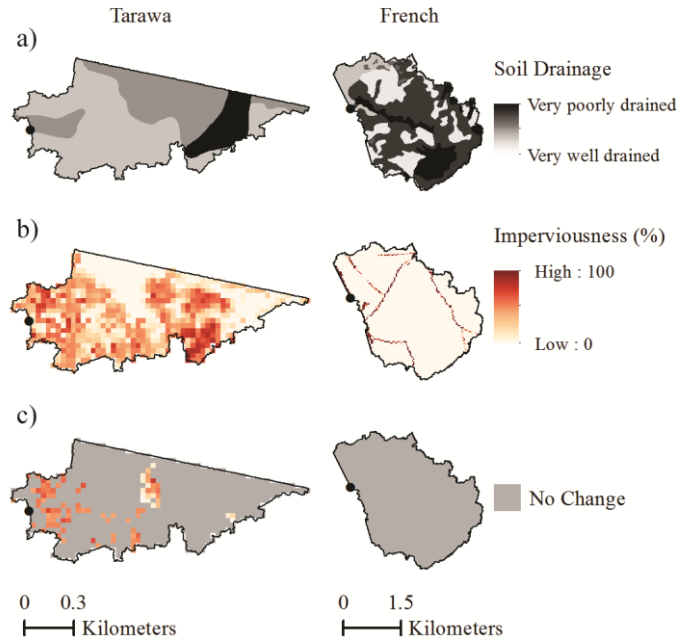 Tarawa French
a)
Soil Drainage
Very poorly drained
Very well drained
b)
Imperviousness (%)
High : 100
Low : 0
c)
No Change
0 0.3 0 1.5
Kilometers Kilometers